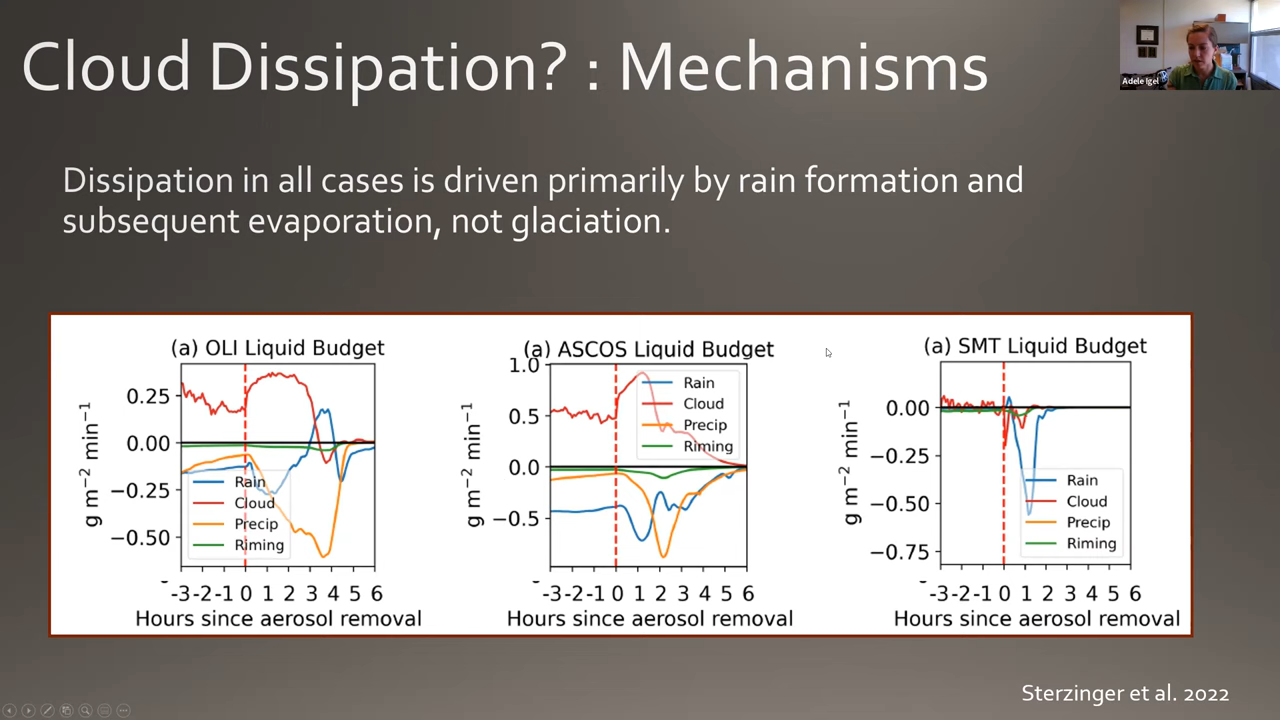 Cloud Dissipation? : Mechanisms
Adele Igel
Dissipation in all cases is driven primarily by rain formation and
subsequent evaporation, not glaciation.
(a) OLI Liquid Budget
g m−2 min−1
0.25
0.00
−0.25
−0.50
Rain
Cloud
Precip
Riming
-3 -2 -1 0 1 2 3 4 5 6
Hours since aerosol removal
(a) ASCOS Liquid Budget
g m−2 min−1
1.0
0.5
0.0
−0.5
Rain
Cloud
Precip
Riming
-3 -2 -1 0 1 2 3 4 5 6
Hours since aerosol removal
(a) SMT Liquid Budget
g m−2 min−1
0.00
−0.25
−0.50
−0.75
Rain
Cloud
Precip
Riming
-3 -2 -1 0 1 2 3 4 5 6
Hours since aerosol removal
Sterzinger et al. 2022